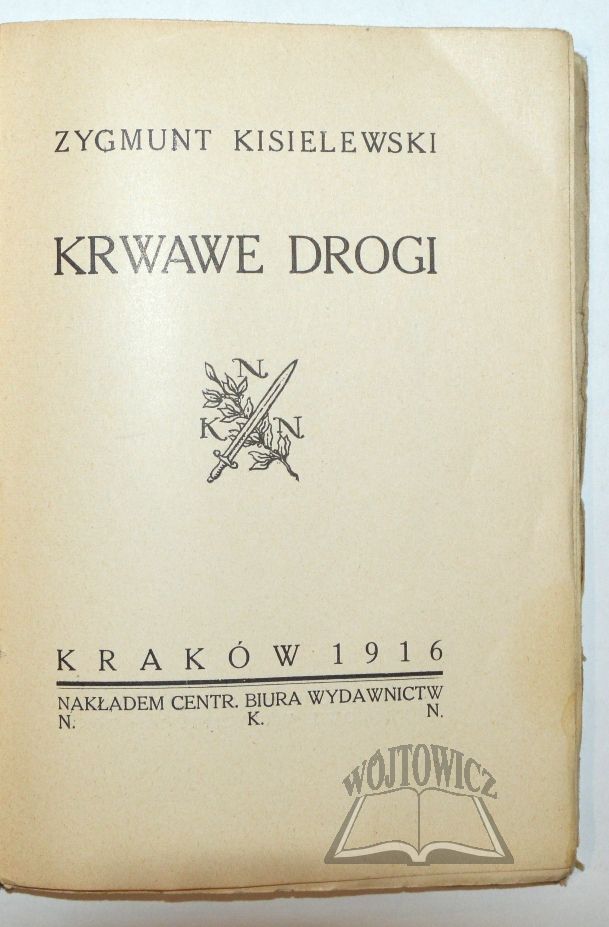 ZYGMUNT KISIELEWSKI
KRWAWE DROGI
N
K N
KRAKÓW 1916
NAKŁADEM CENTR. BIURA WYDAWNICTW
N. K. N.
WÓJTOWICZ